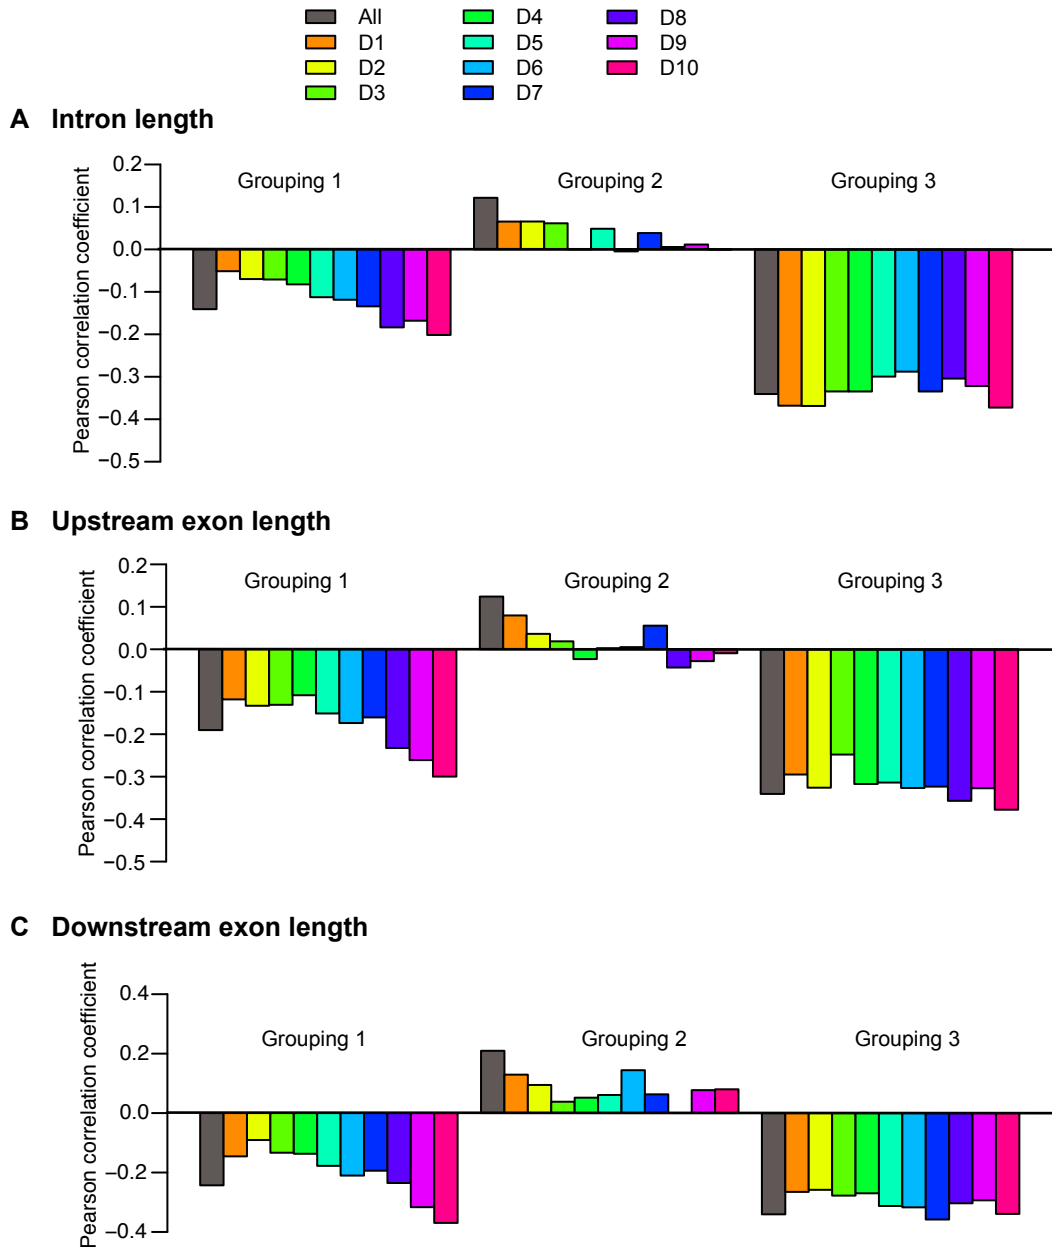 All D4 D8
D1 D5 D9
D2 D6 D10
D3 D7
A Intron length
Pearson correlation coefficient
0.2
0.1
0.0
−0.1
−0.2
−0.3
−0.4
−0.5
Grouping 1 Grouping 2 Grouping 3
B Upstream exon length
Pearson correlation coefficient
0.2
0.1
0.0
−0.1
−0.2
−0.3
−0.4
−0.5
Grouping 1 Grouping 2 Grouping 3
C Downstream exon length
Pearson correlation coefficient
0.4
0.2
0.0
−0.2
−0.4
Grouping 1 Grouping 2 Grouping 3